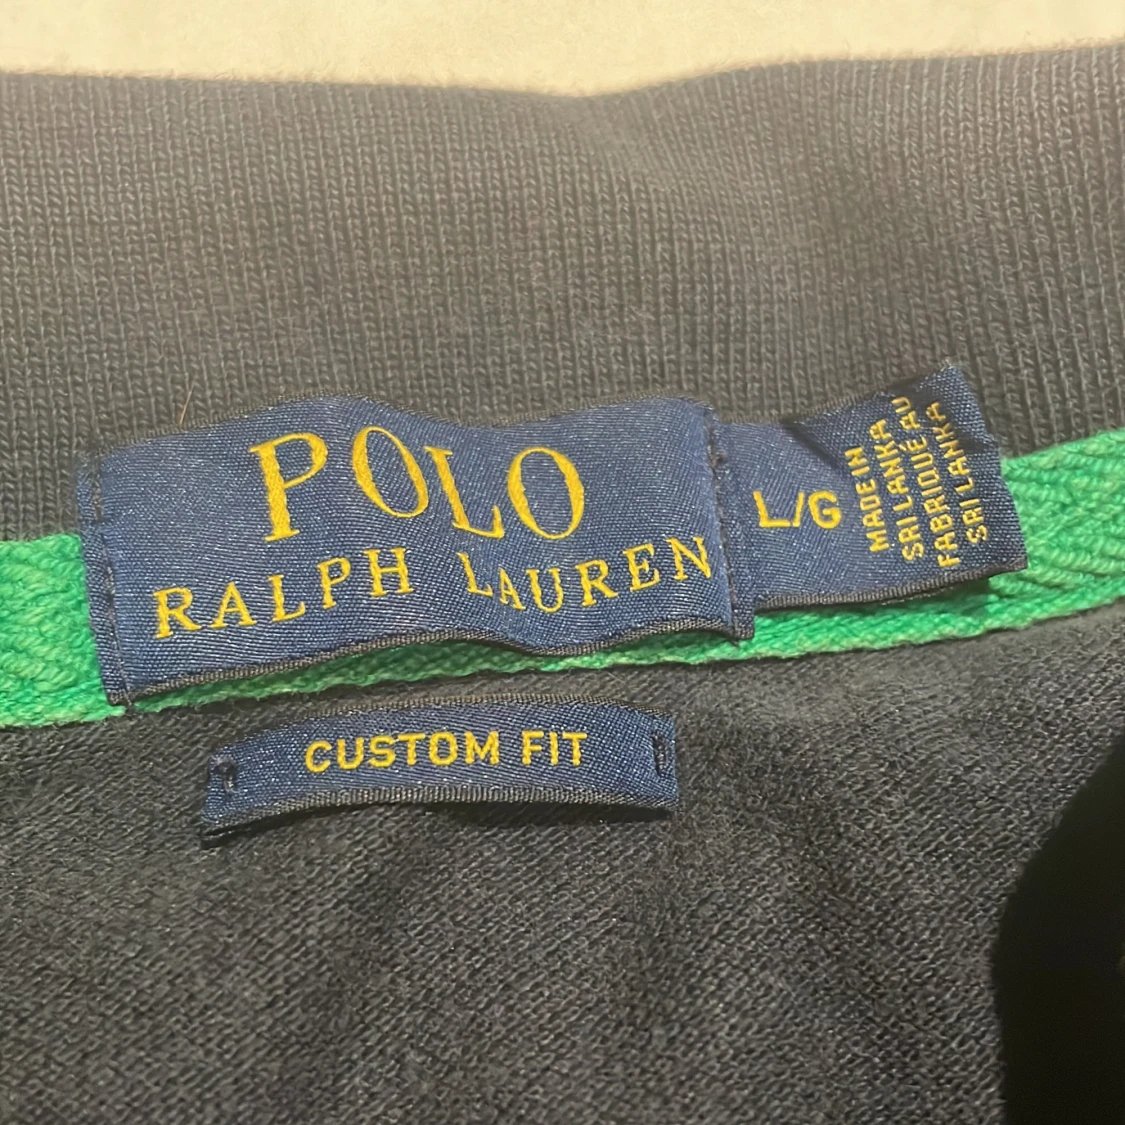 POLO
RALPH LAUREN
L/G
MADE IN
SRI LANKA
FABRIQUÉ AU
SRI LANKA
CUSTOM FIT